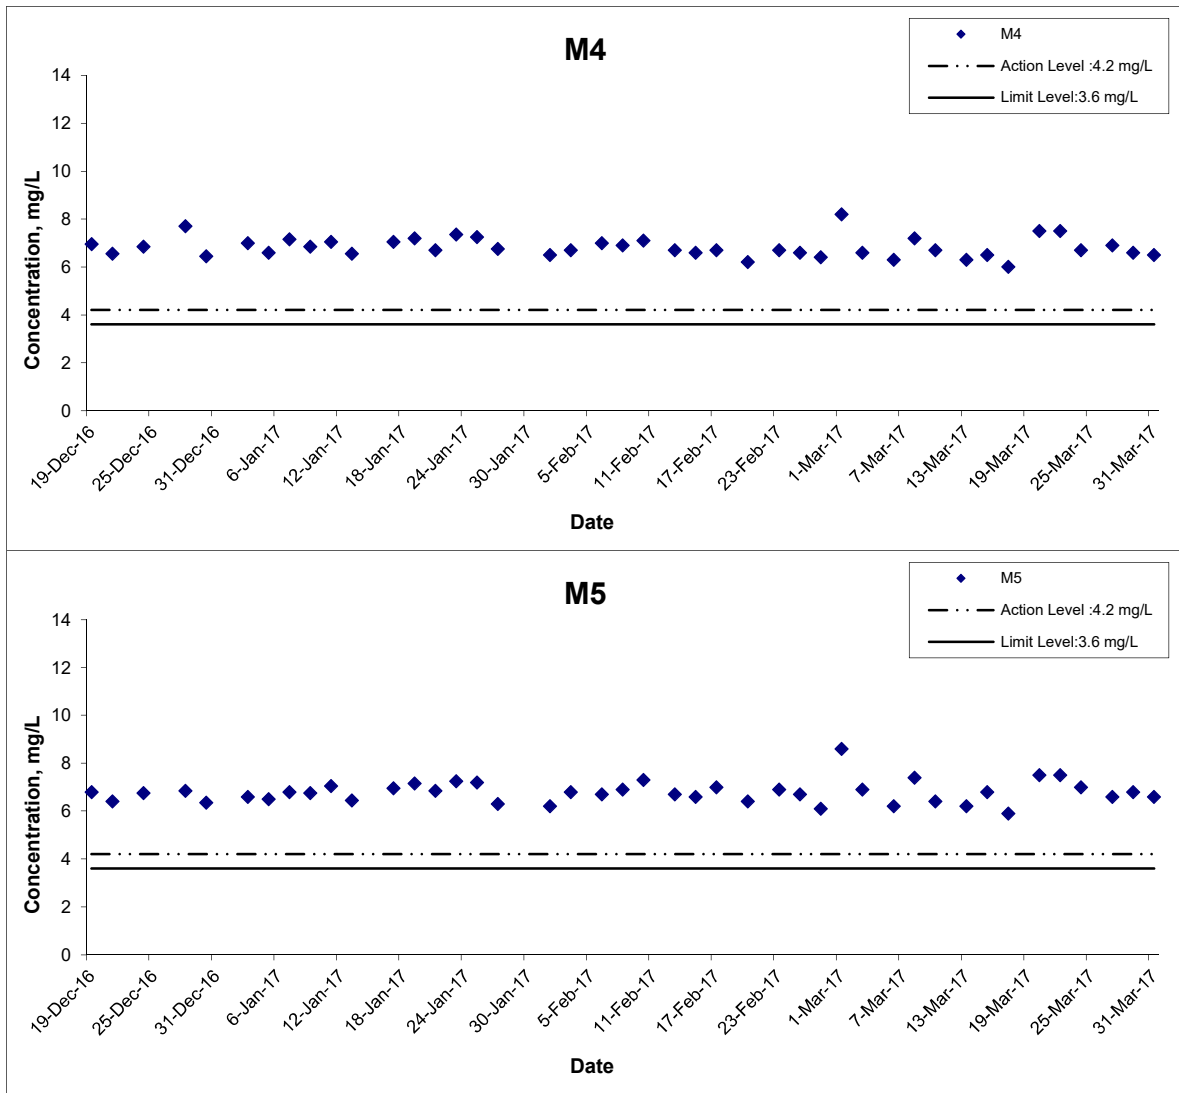 M4
M4
Action Level :4.2 mg/L
Limit Level:3.6 mg/L
Concentration, mg/L
14
12
10
8
6
4
2
0
19-Dec-16
25-Dec-16
31-Dec-16
6-Jan-17
12-Jan-17
18-Jan-17
24-Jan-17
30-Jan-17
5-Feb-17
11-Feb-17
17-Feb-17
23-Feb-17
1-Mar-17
7-Mar-17
13-Mar-17
19-Mar-17
25-Mar-17
31-Mar-17
Date
M5
M5
Action Level :4.2 mg/L
Limit Level:3.6 mg/L
Concentration, mg/L
14
12
10
8
6
4
2
0
19-Dec-16
25-Dec-16
31-Dec-16
6-Jan-17
12-Jan-17
18-Jan-17
24-Jan-17
30-Jan-17
5-Feb-17
11-Feb-17
17-Feb-17
23-Feb-17
1-Mar-17
7-Mar-17
13-Mar-17
19-Mar-17
25-Mar-17
31-Mar-17
Date